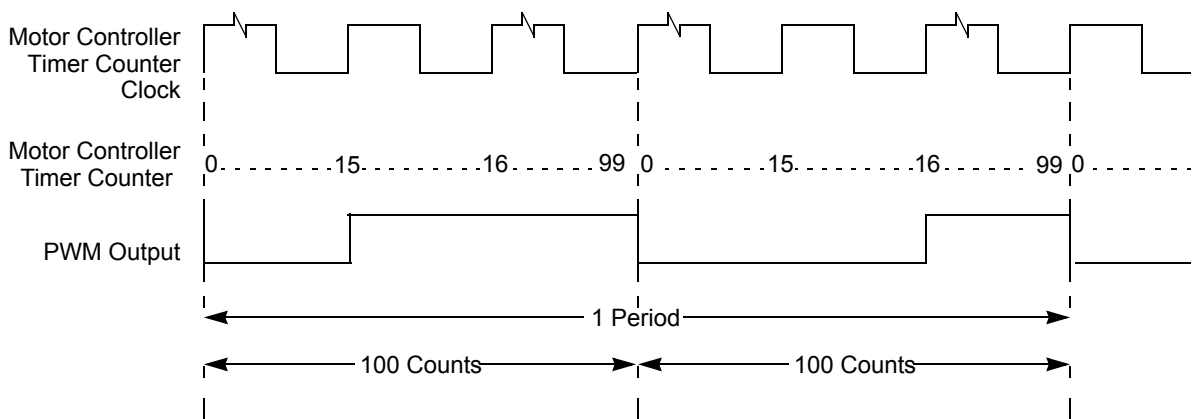 Motor Controller
Timer Counter
Clock
Motor Controller
Timer Counter
0 15 16 99 0 15 16 99 0
PWM Output
1 Period
100 Counts 100 Counts